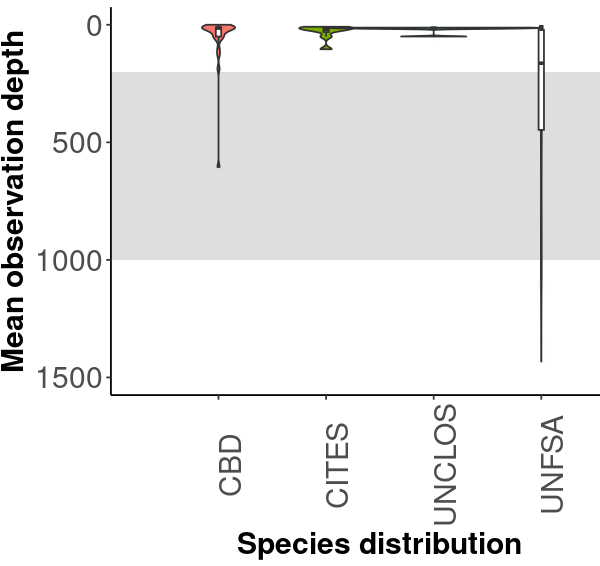 Mean observation depth
0
500
1000
1500
CBD
CITES
UNCLOS
UNFSA
Species distribution